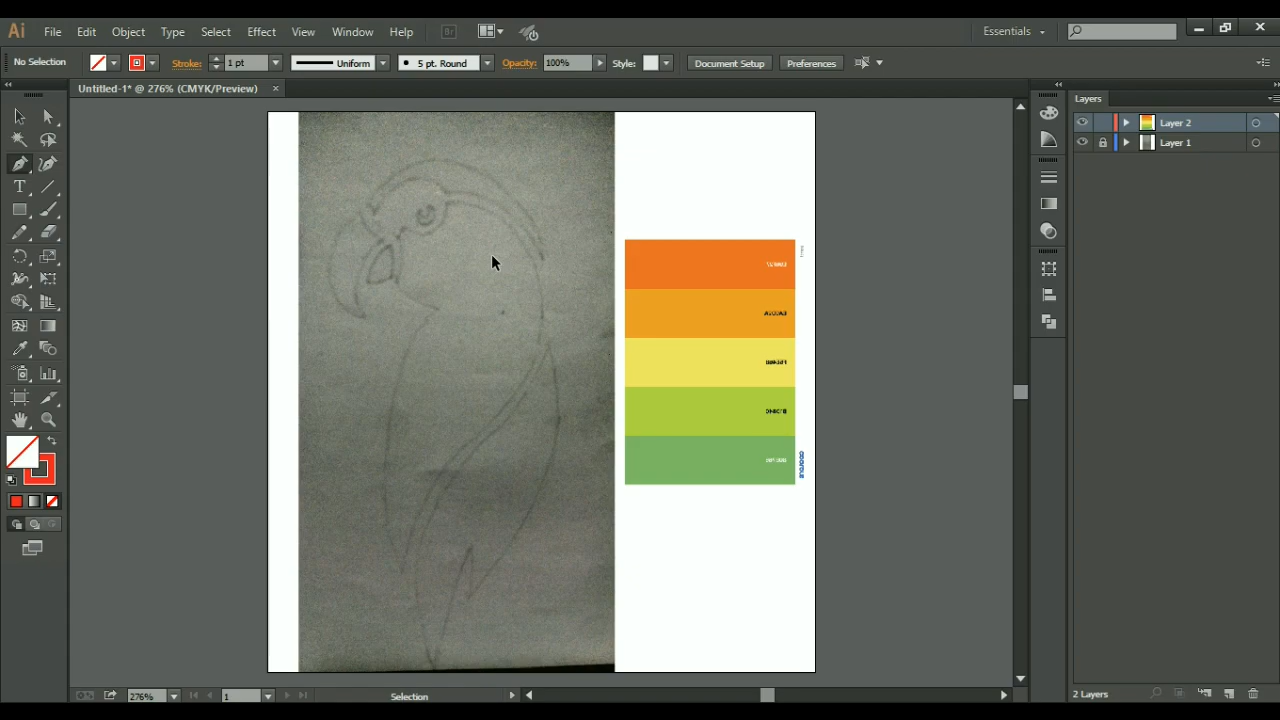 Ai File Edit Object Type Select Effect View Window Help Br Essentials
No Selection Stroke: 1 pt Uniform 5 pt. Round Opacity: 100% Style: Document Setup Preferences
Untitled-1* @ 276% (CMYK/Preview)
Layers
Layer 2
Layer 1
276% 1 Selection 2 Layers